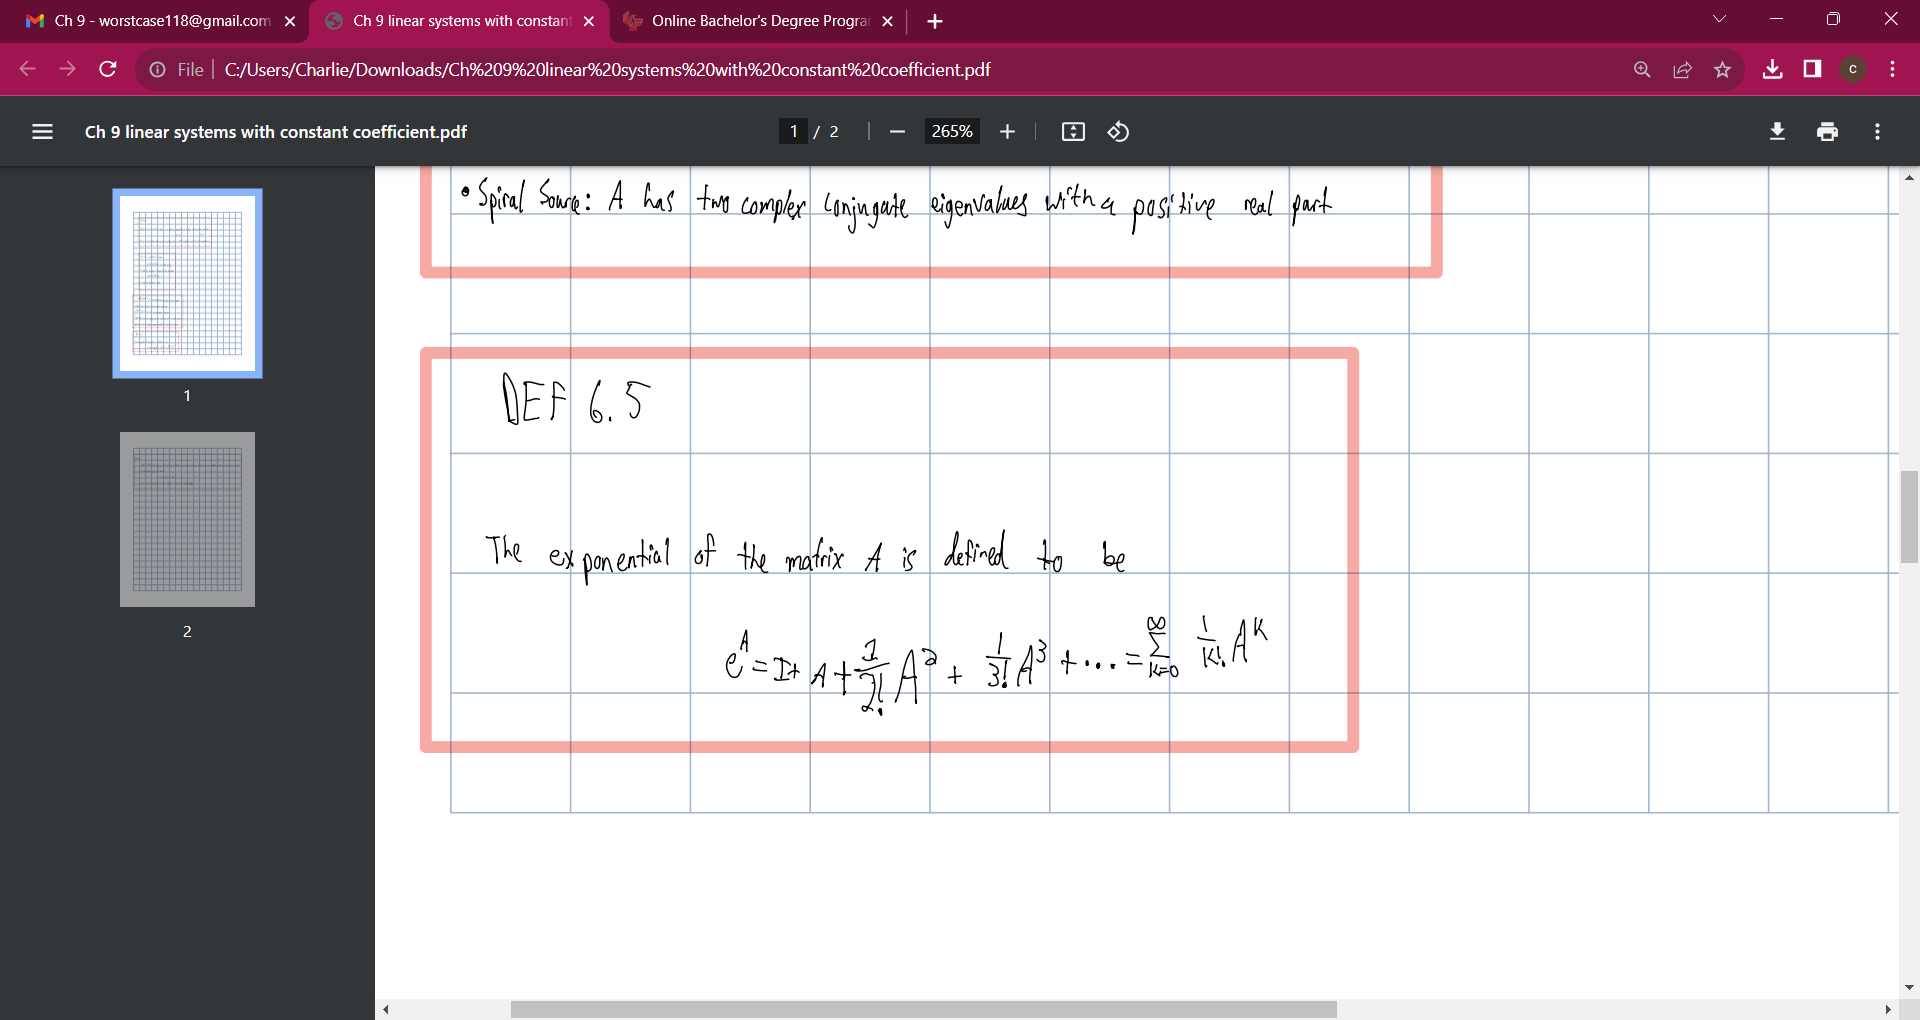 Ch 9 - worstcase118@gmail.com
Ch 9 linear systems with constant
Online Bachelor's Degree Progra
File
C:/Users/Charlie/Downloads/Ch%209%20linear%20systems%20with%20constant%20coefficient.pdf
c
Ch 9 linear systems with constant coefficient.pdf
1 / 2
265%
• Spiral Source: A has two complex conjugate eigenvalues with a positive real part
DEF 6.5
The exponential of the matrix A is defined to be
e^A = I + A + 1/2! A^2 + 1/3! A^3 + ... = ∑_{k=0}^{∞} 1/k! A^k
1
2